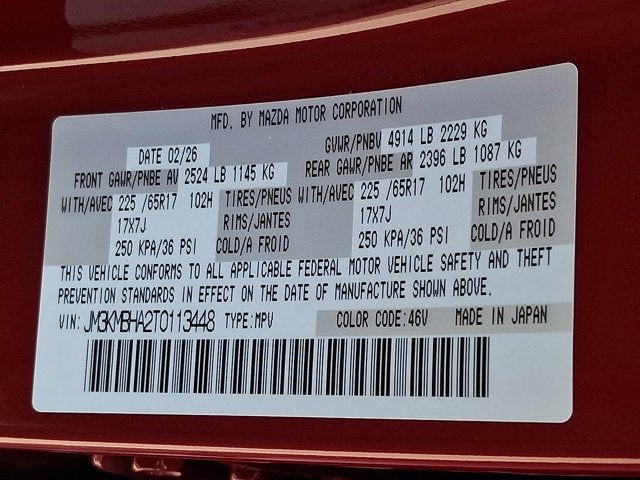 MFD. BY MAZDA MOTOR CORPORATION
DATE 02/26 GVWR/PNBV 4914 LB 2229 KG
FRONT GAWR/PNBE AV 2524 LB 1145 KG REAR GAWR/PNBE AR 2396 LB 1087 KG
WITH/AVEC 225 /65R17 102H TIRES/PNEUS WITH/AVEC 225 /65R17 102H TIRES/PNEUS
17X7J RIMS/JANTES 17X7J RIMS/JANTES
250 KPA/36 PSI COLD/A FROID 250 KPA/36 PSI COLD/A FROID
THIS VEHICLE CONFORMS TO ALL APPLICABLE FEDERAL MOTOR VEHICLE SAFETY AND THEFT
PREVENTION STANDARDS IN EFFECT ON THE DATE OF MANUFACTURE SHOWN ABOVE.
VIN: JM3KMBHA2T0113448 TYPE:MPV COLOR CODE:46V MADE IN JAPAN